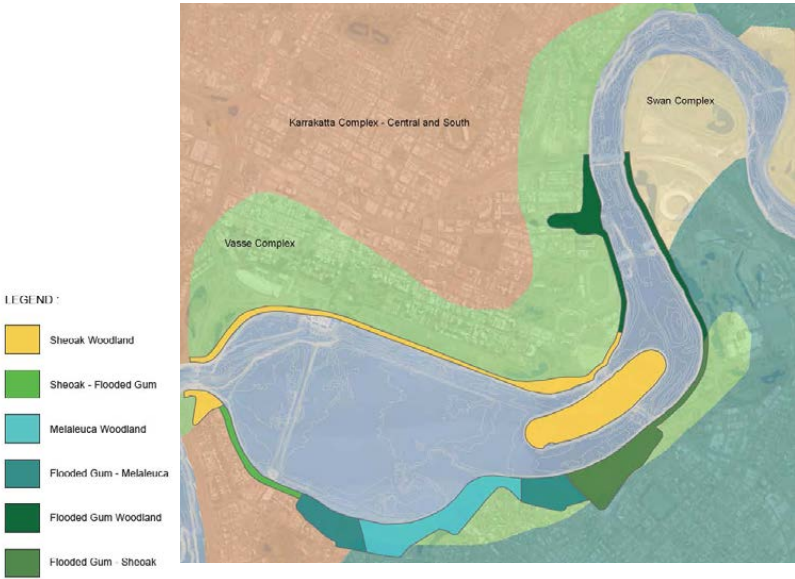 Karrakatta Complex - Central and South
Swan Complex
Vasse Complex
LEGEND :
Sheoak Woodland
Sheoak - Flooded Gum
Melaleuca Woodland
Flooded Gum - Melaleuca
Flooded Gum Woodland
Flooded Gum - Sheoak